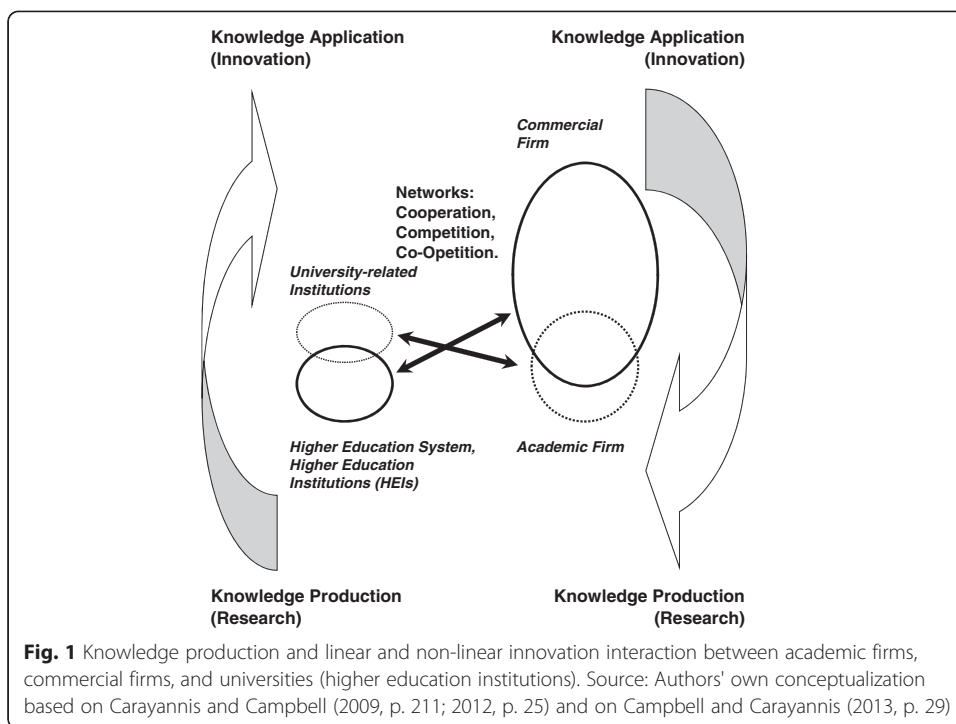 Knowledge Application
(Innovation)
Knowledge Application
(Innovation)
Commercial
Firm
Networks:
Cooperation,
Competition,
Co-Opetition.
University-related
Institutions
Higher Education System,
Higher Education
Institutions (HEIs)
Academic Firm
Knowledge Production
(Research)
Knowledge Production
(Research)
Fig. 1 Knowledge production and linear and non-linear innovation interaction between academic firms,
commercial firms, and universities (higher education institutions). Source: Authors' own conceptualization
based on Carayannis and Campbell (2009, p. 211; 2012, p. 25) and on Campbell and Carayannis (2013, p. 29)